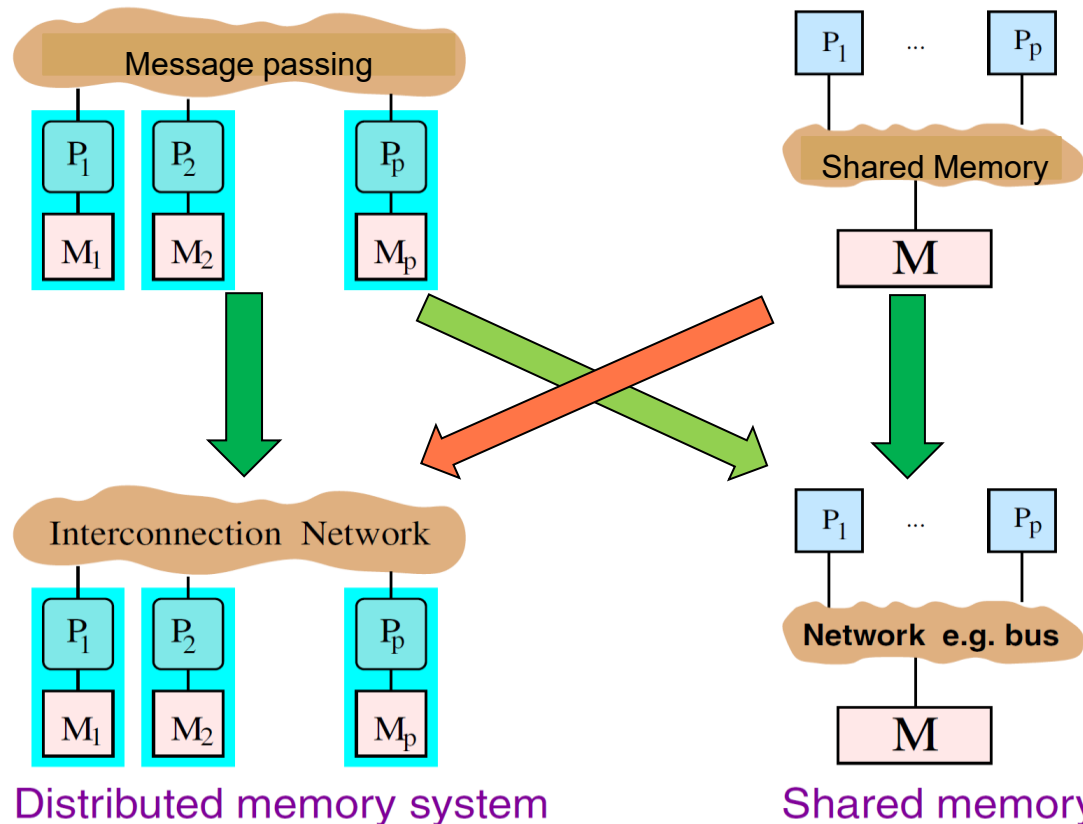 Message passing
P1 P2 Pp
M1 M2 Mp
P1 ... Pp
Shared Memory
M
Interconnection Network
P1 P2 Pp
M1 M2 Mp
Distributed memory system
P1 ... Pp
Network e.g. bus
M
Shared memory